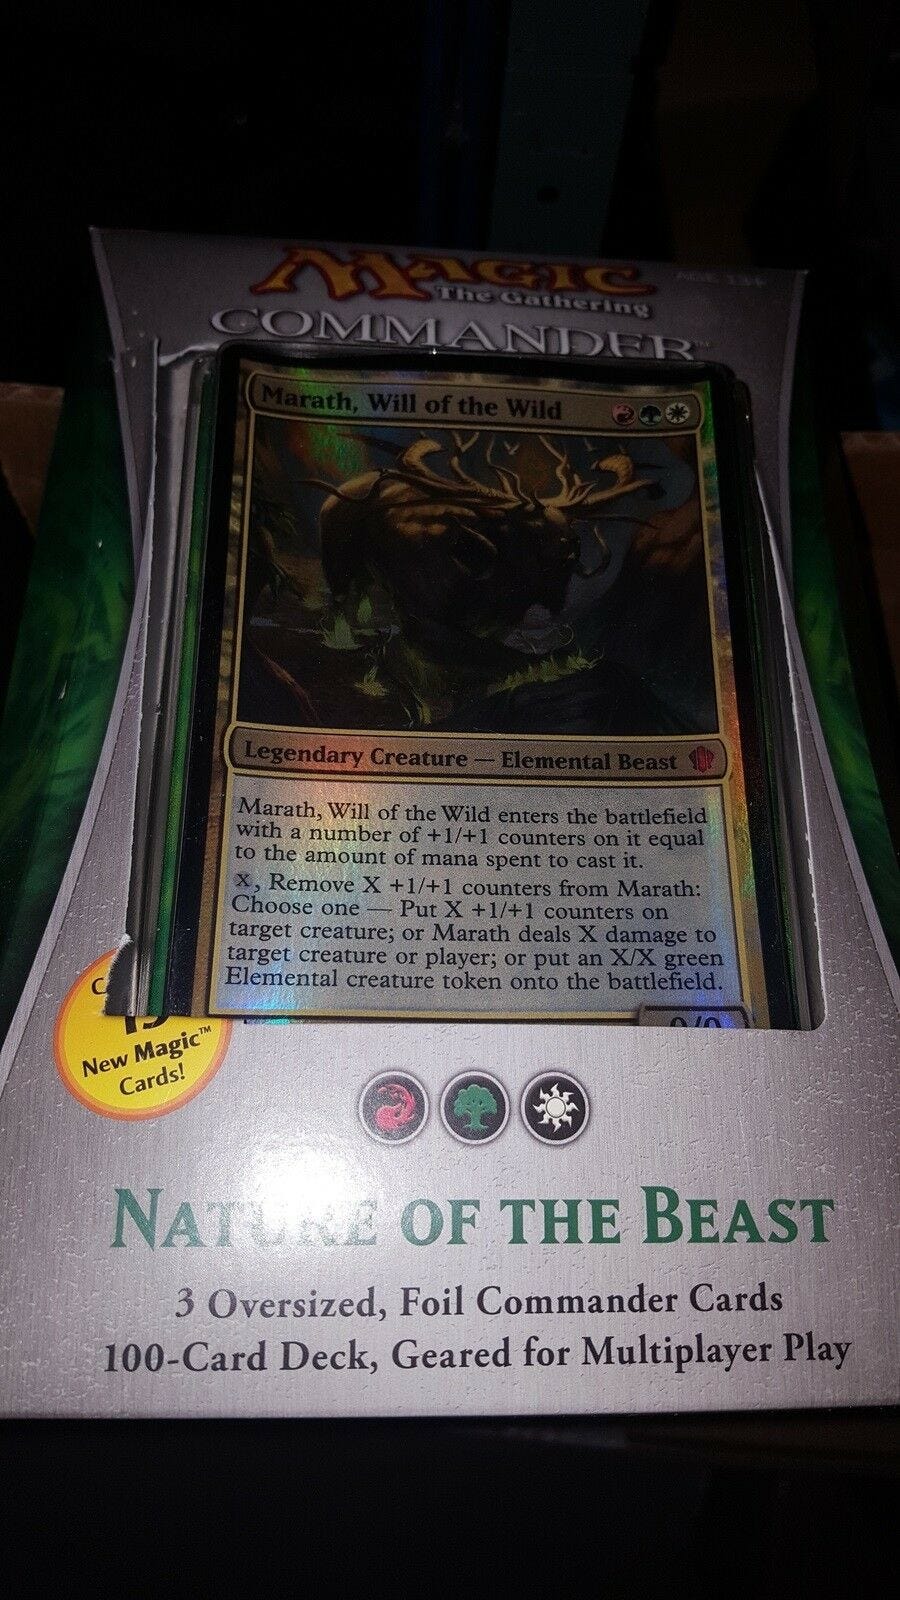 MAGIC
The Gathering
COMMANDER™
Marath, Will of the Wild
Legendary Creature — Elemental Beast
Marath, Will of the Wild enters the battlefield
with a number of +1/+1 counters on it equal
to the amount of mana spent to cast it.
X, Remove X +1/+1 counters from Marath:
Choose one — Put X +1/+1 counters on
target creature; or Marath deals X damage to
target creature or player; or put an X/X green
Elemental creature token onto the battlefield.
0/0
New Magic™
Cards!
NATURE OF THE BEAST
3 Oversized, Foil Commander Cards
100-Card Deck, Geared for Multiplayer Play